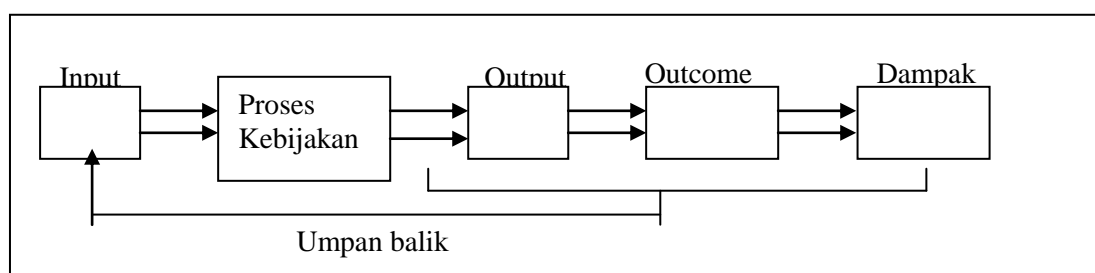 Input
Proses
Kebijakan
Output
Outcome
Dampak
Umpan balik